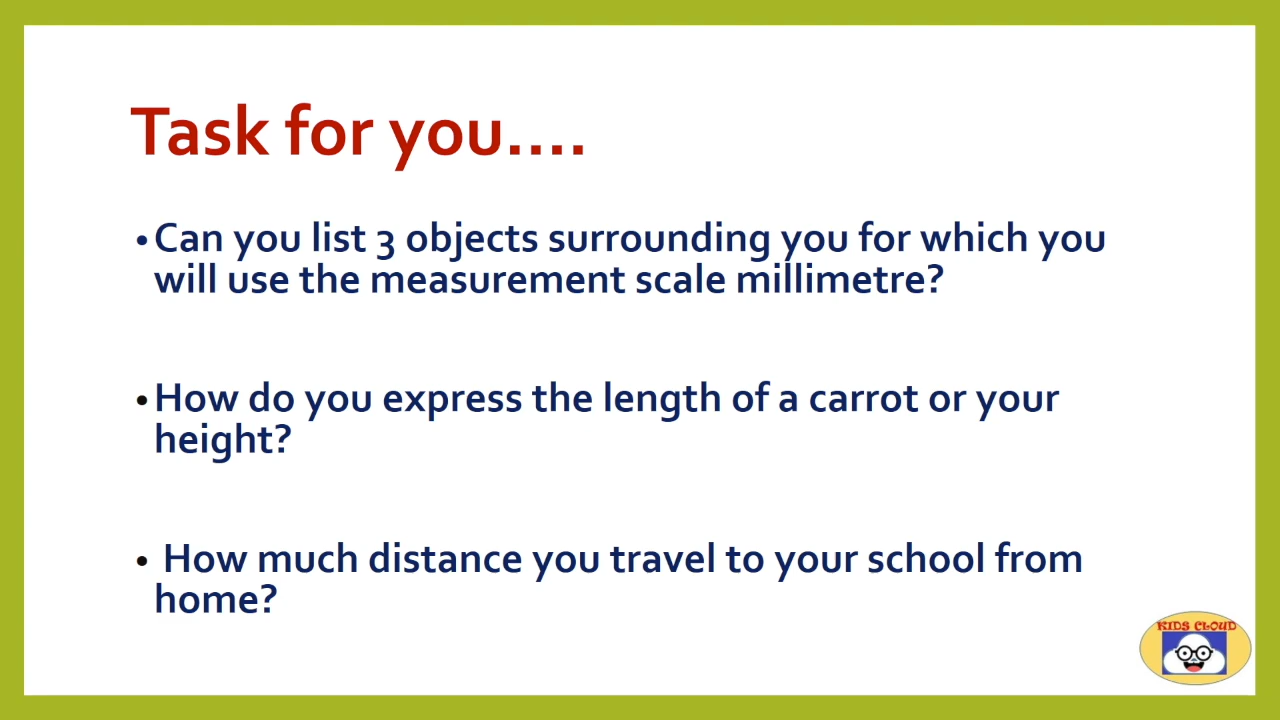 Task for you....
•Can you list 3 objects surrounding you for which you
will use the measurement scale millimetre?
•How do you express the length of a carrot or your
height?
• How much distance you travel to your school from
home?
KIDS CLOUD